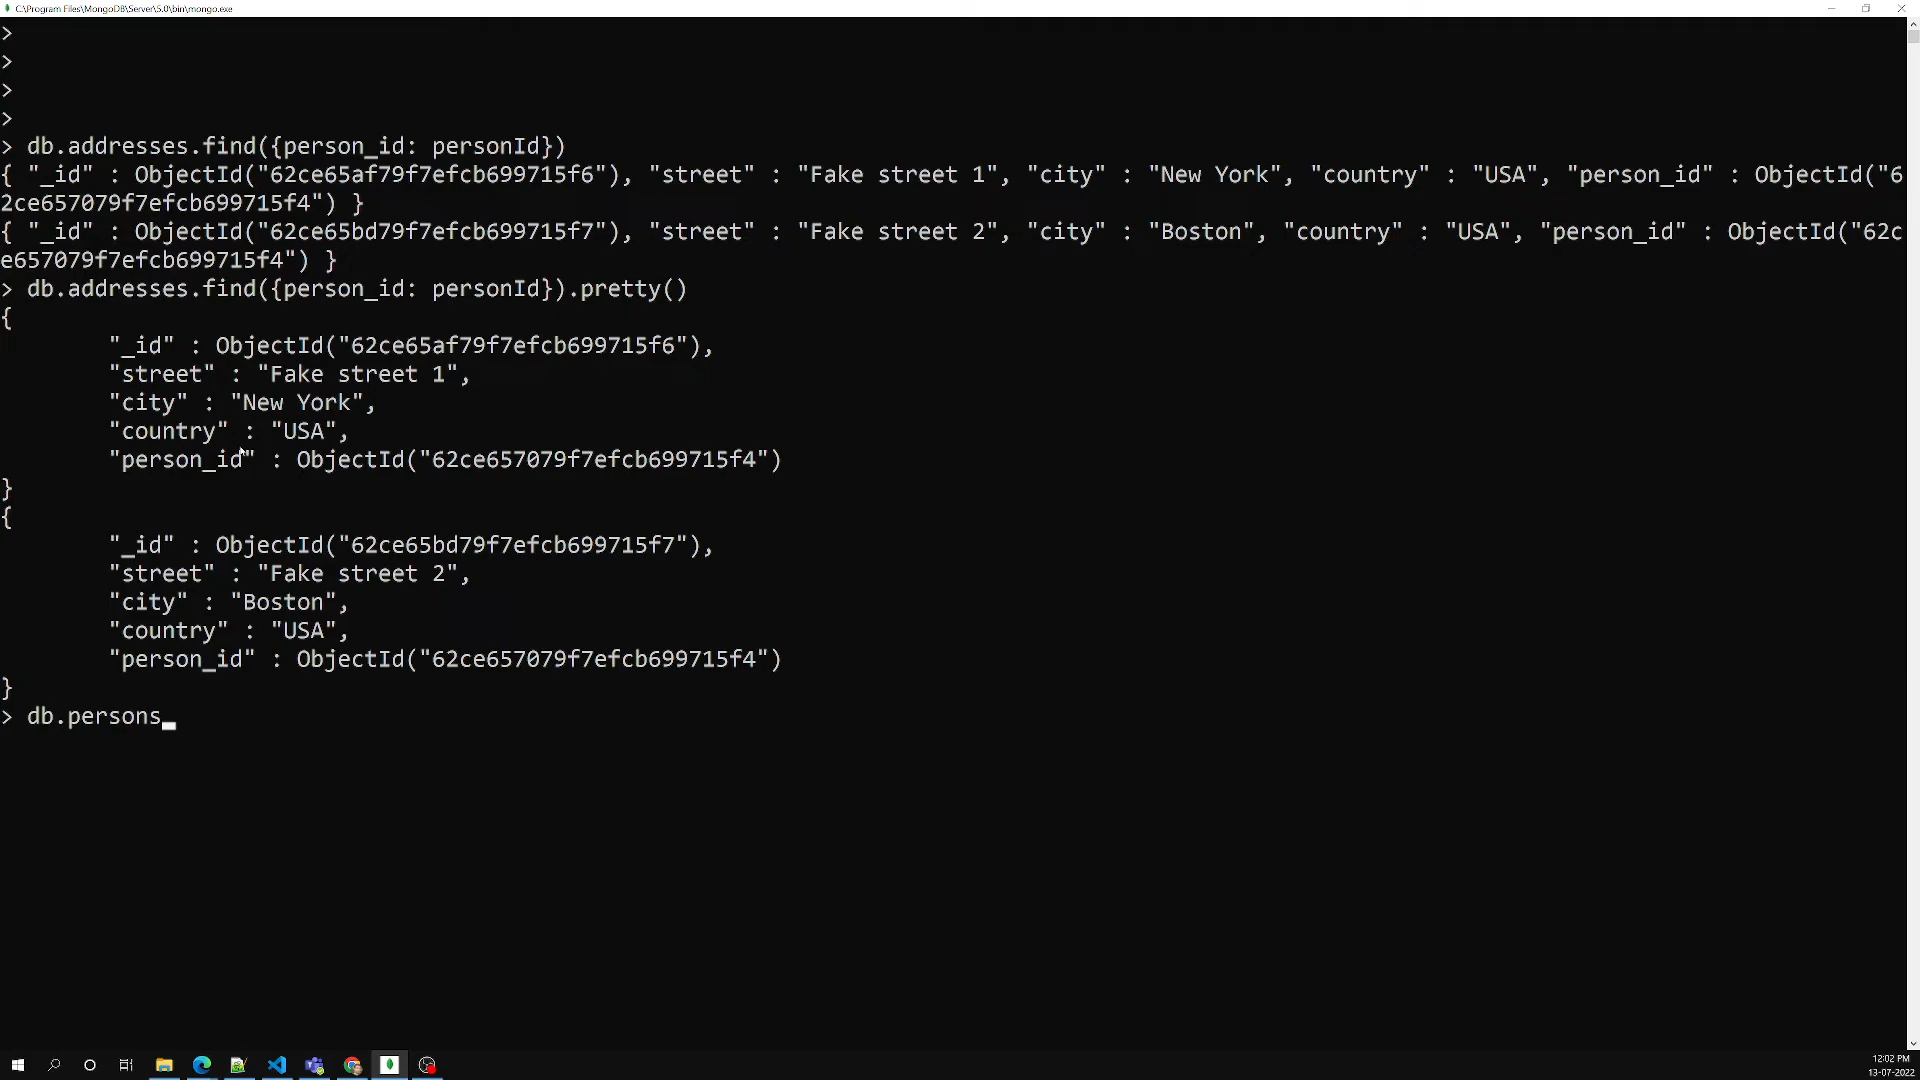 C:\Program Files\MongoDB\Server\5.0\bin\mongo.exe
>
>
>
>
> db.addresses.find({person_id: personId})
{ "_id" : ObjectId("62ce65af79f7efcb699715f6"), "street" : "Fake street 1", "city" : "New York", "country" : "USA", "person_id" : ObjectId("6
2ce657079f7efcb699715f4") }
{ "_id" : ObjectId("62ce65bd79f7efcb699715f7"), "street" : "Fake street 2", "city" : "Boston", "country" : "USA", "person_id" : ObjectId("62c
e657079f7efcb699715f4") }
> db.addresses.find({person_id: personId}).pretty()
{
"_id" : ObjectId("62ce65af79f7efcb699715f6"),
"street" : "Fake street 1",
"city" : "New York",
"country" : "USA",
"person_id" : ObjectId("62ce657079f7efcb699715f4")
}
{
"_id" : ObjectId("62ce65bd79f7efcb699715f7"),
"street" : "Fake street 2",
"city" : "Boston",
"country" : "USA",
"person_id" : ObjectId("62ce657079f7efcb699715f4")
}
> db.persons
12:02 PM
13-07-2022